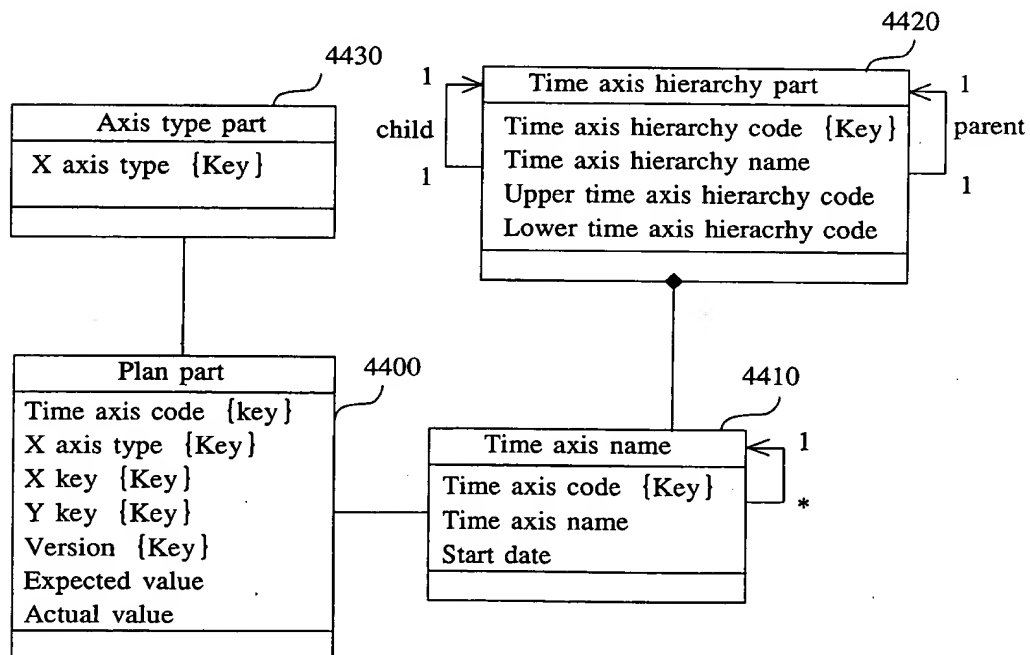 4420
4430
1
Time axis hierarchy part
1
Axis type part
child
Time axis hierarchy code {Key}
parent
X axis type {Key}
Time axis hierarchy name
1
1
Upper time axis hierarchy code
Lower time axis hieracrhy code
Plan part
4400
4410
Time axis code {key}
X axis type {Key}
Time axis name
1
X key {Key}
Time axis code {Key}
Y key {Key}
Time axis name
*
Version {Key}
Start date
Expected value
Actual value